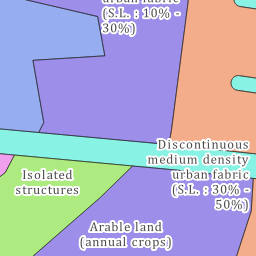 urban fabric
(S.L. : 10% -
30%)
Discontinuous
medium density
urban fabric
(S.L. : 30% -
50%)
Isolated
structures
Arable land
(annual crops)